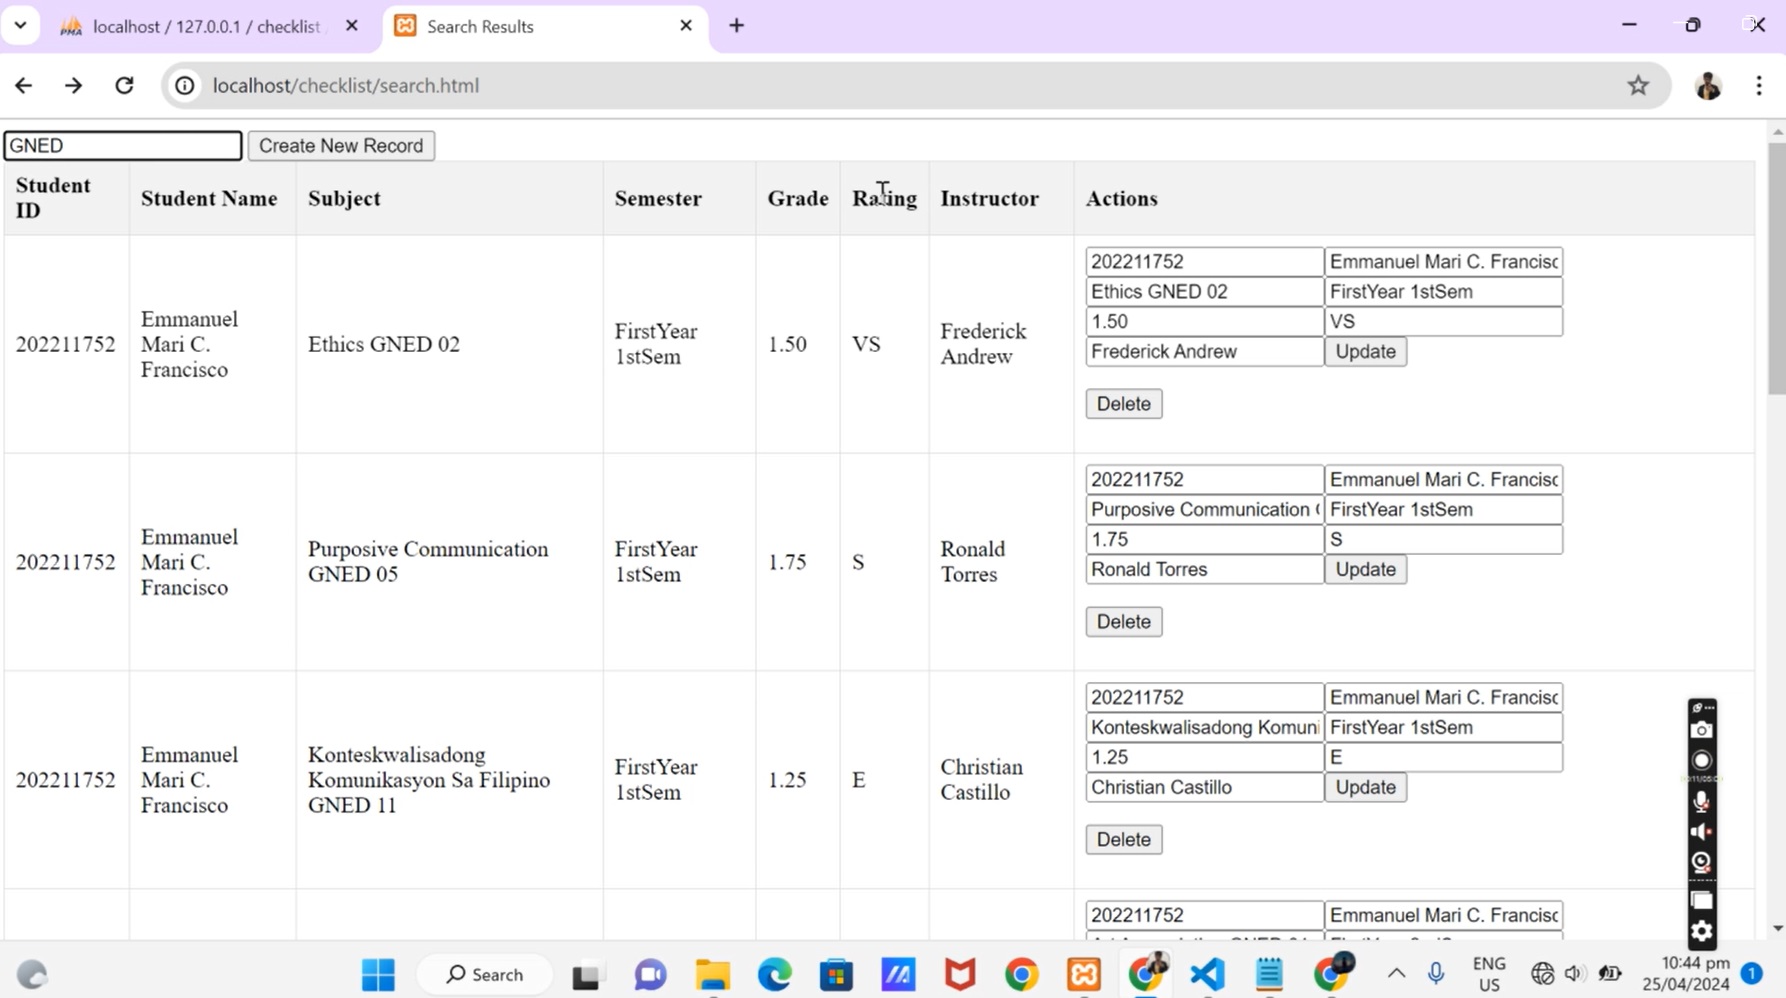 localhost / 127.0.0.1 / checklist
Search Results
localhost/checklist/search.html
GNED
Create New Record
Student ID
Student Name
Subject
Semester
Grade
Rating
Instructor
Actions
202211752
Emmanuel
Mari C.
Francisco
Ethics GNED 02
FirstYear
1stSem
1.50
VS
Frederick
Andrew
202211752
Emmanuel Mari C. Francisc
Ethics GNED 02
FirstYear 1stSem
1.50
VS
Frederick Andrew
Update
Delete
202211752
Emmanuel
Mari C.
Francisco
Purposive Communication
GNED 05
FirstYear
1stSem
1.75
S
Ronald
Torres
202211752
Emmanuel Mari C. Francisc
Purposive Communication
FirstYear 1stSem
1.75
S
Ronald Torres
Update
Delete
202211752
Emmanuel
Mari C.
Francisco
Konteskwalisadong
Komunikasyon Sa Filipino
GNED 11
FirstYear
1stSem
1.25
E
Christian
Castillo
202211752
Emmanuel Mari C. Francisc
Konteskwalisadong Komuni
FirstYear 1stSem
1.25
E
Christian Castillo
Update
Delete
202211752
Emmanuel Mari C. Francisc
Search
ENG
US
10:44 pm
25/04/2024
1